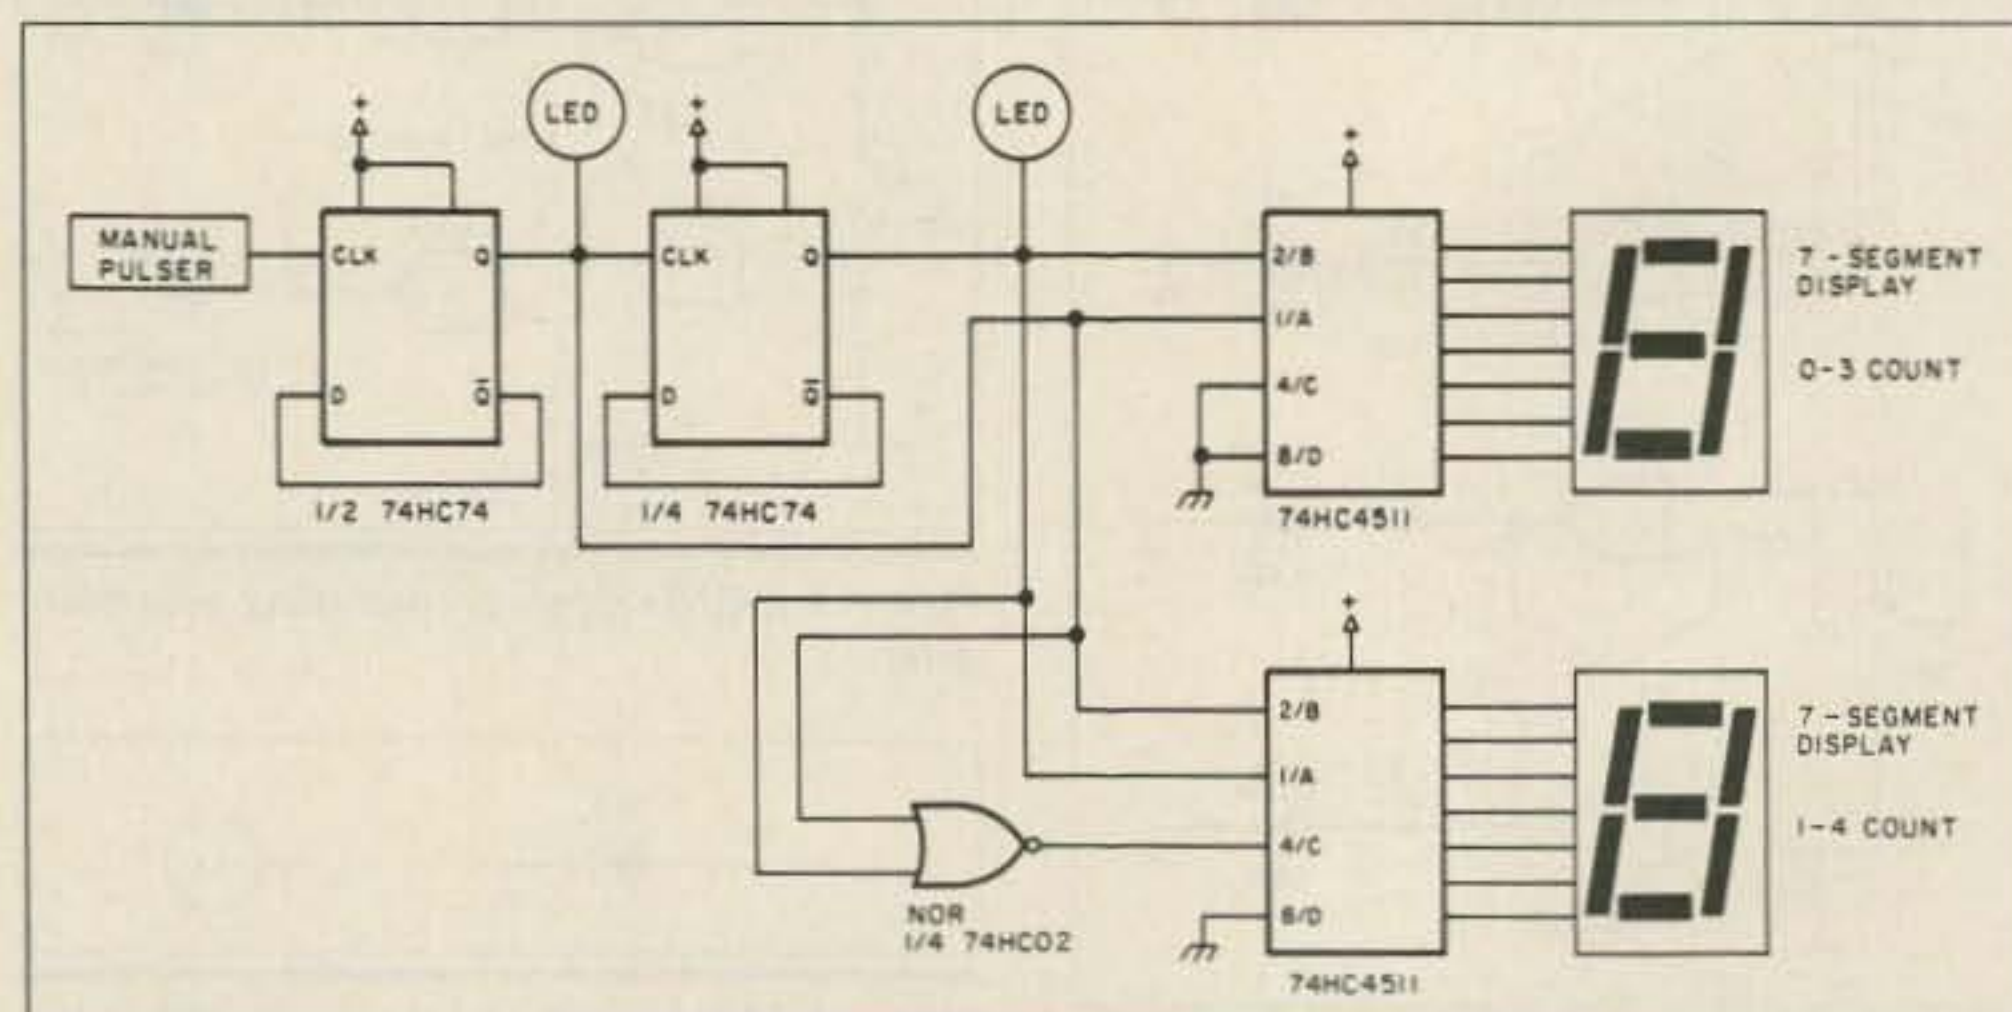 LED
LED
+
+
+
MANUAL
PULSER
CLK
Q
CLK
Q
2/B
7 - SEGMENT
DISPLAY
1/A
0-3 COUNT
D
Q̅
D
Q̅
4/C
8/D
1/2 74HC74
1/4 74HC74
74HC4511
+
2/B
7 - SEGMENT
DISPLAY
1/A
4/C
1-4 COUNT
NOR
1/4 74HC02
8/D
74HC4511